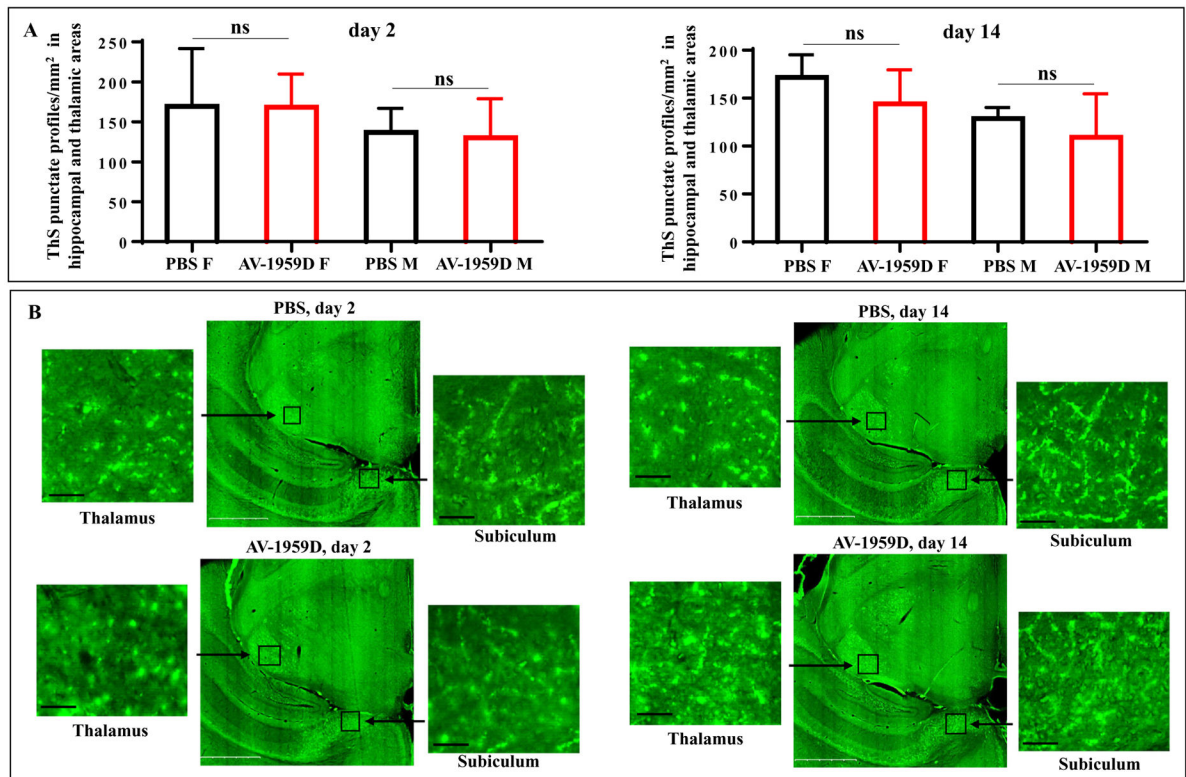 A
day 2
ThS punctate profiles/mm² in
hippocampal and thalamic areas
250
200
150
100
50
0
ns
ns
PBS F
AV-1959D F
PBS M
AV-1959D M
day 14
ThS punctate profiles/mm² in
hippocampal and thalamic areas
200
150
100
50
0
ns
ns
PBS F
AV-1959D F
PBS M
AV-1959D M
B
PBS, day 2
Thalamus
Subiculum
PBS, day 14
Thalamus
Subiculum
AV-1959D, day 2
Thalamus
Subiculum
AV-1959D, day 14
Thalamus
Subiculum